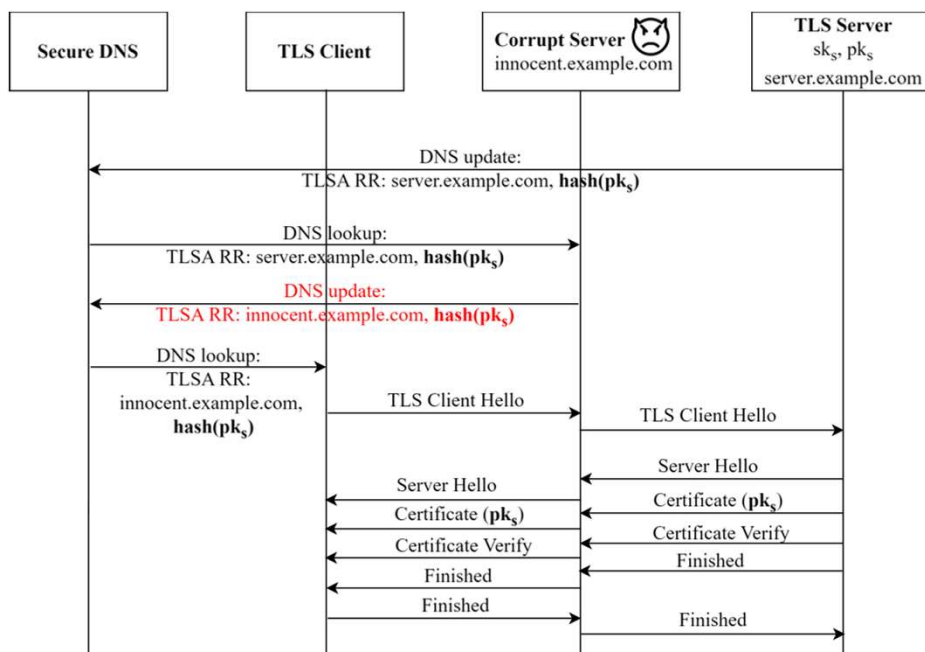 Secure DNS
TLS Client
Corrupt Server
innocent.example.com
TLS Server
skₛ, pkₛ
server.example.com
DNS update:
TLSA RR: server.example.com, hash(pkₛ)
DNS lookup:
TLSA RR: server.example.com, hash(pkₛ)
DNS update:
TLSA RR: innocent.example.com, hash(pkₛ)
DNS lookup:
TLSA RR:
innocent.example.com,
hash(pkₛ)
TLS Client Hello
TLS Client Hello
Server Hello
Server Hello
Certificate (pkₛ)
Certificate (pkₛ)
Certificate Verify
Certificate Verify
Finished
Finished
Finished
Finished